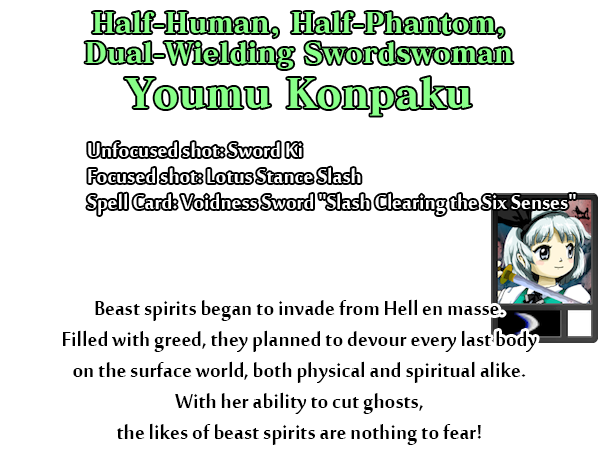 Half-Human, Half-Phantom,
Dual-Wielding Swordswoman
Youmu Konpaku
Unfocused shot: Sword Ki
Focused shot: Lotus Stance Slash
Spell Card: Voidness Sword "Slash Clearing the Six Senses"
Beast spirits began to invade from Hell en masse.
Filled with greed, they planned to devour every last body
on the surface world, both physical and spiritual alike.
With her ability to cut ghosts,
the likes of beast spirits are nothing to fear!